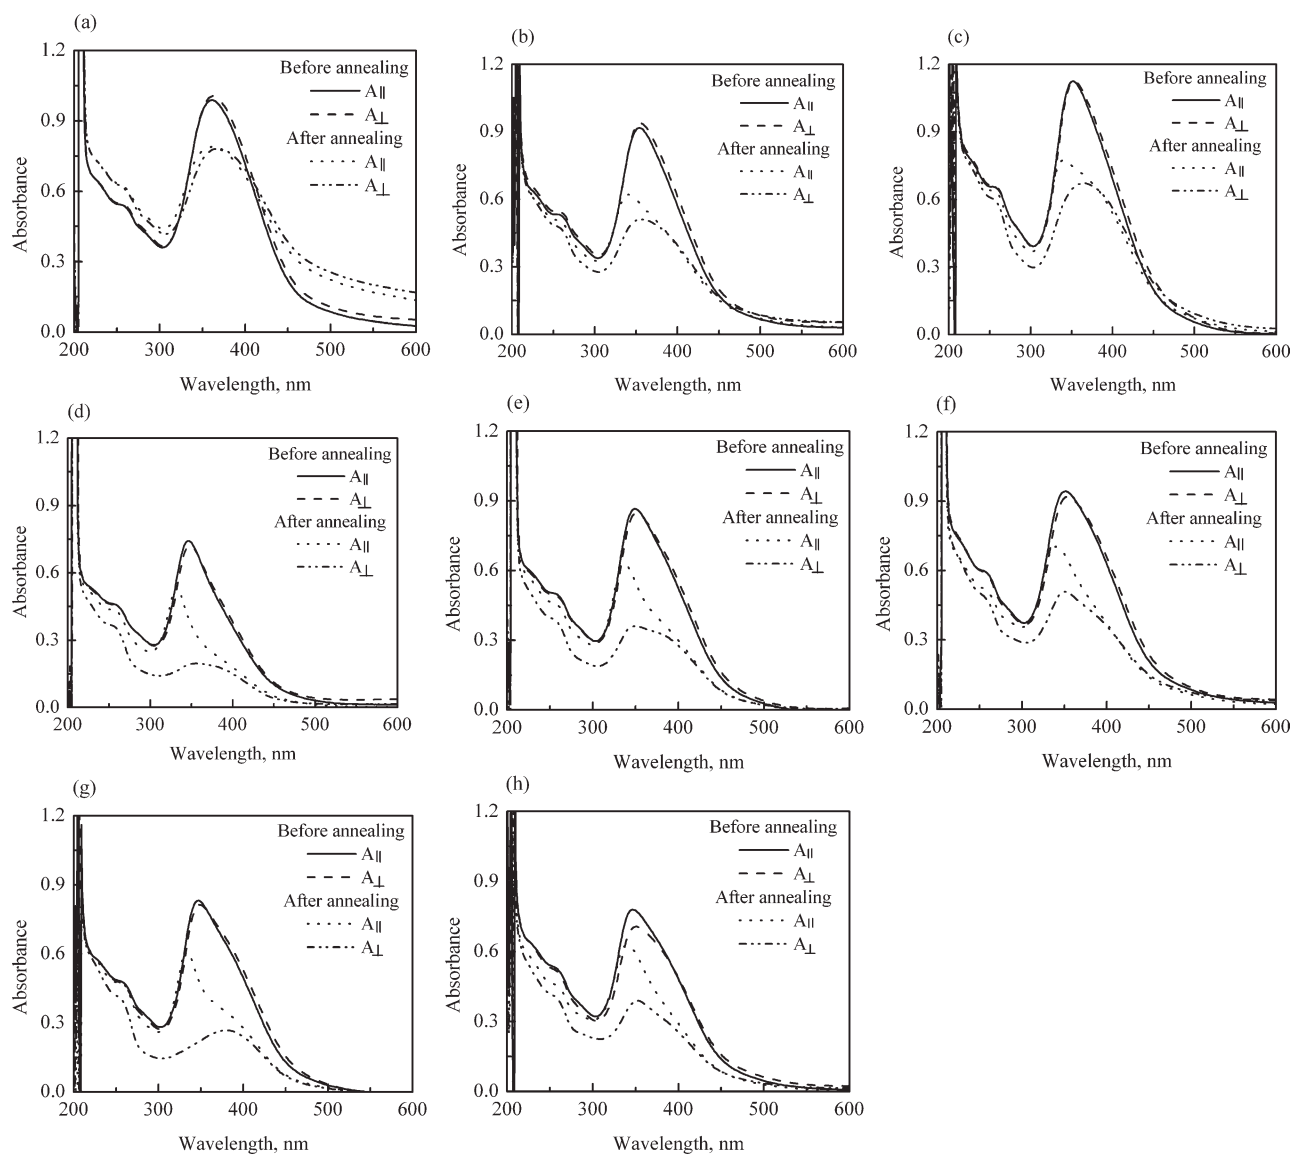 (a)
1.2
0.9
0.6
0.3
0.0
Absorbance
Before annealing
A∥
A⊥
After annealing
A∥
A⊥
200 300 400 500 600
Wavelength, nm
(b)
1.2
0.9
0.6
0.3
0.0
Absorbance
Before annealing
A∥
A⊥
After annealing
A∥
A⊥
200 300 400 500 600
Wavelength, nm
(c)
1.2
0.9
0.6
0.3
0.0
Absorbance
Before annealing
A∥
A⊥
After annealing
A∥
A⊥
200 300 400 500 600
Wavelength, nm
(d)
1.2
0.9
0.6
0.3
0.0
Absorbance
Before annealing
A∥
A⊥
After annealing
A∥
A⊥
200 300 400 500 600
Wavelength, nm
(e)
1.2
0.9
0.6
0.3
0.0
Absorbance
Before annealing
A∥
A⊥
After annealing
A∥
A⊥
200 300 400 500 600
Wavelength, nm
(f)
1.2
0.9
0.6
0.3
0.0
Absorbance
Before annealing
A∥
A⊥
After annealing
A∥
A⊥
200 300 400 500 600
Wavelength, nm
(g)
1.2
0.9
0.6
0.3
0.0
Absorbance
Before annealing
A∥
A⊥
After annealing
A∥
A⊥
200 300 400 500 600
Wavelength, nm
(h)
1.2
0.9
0.6
0.3
0.0
Absorbance
Before annealing
A∥
A⊥
After annealing
A∥
A⊥
200 300 400 500 600
Wavelength, nm